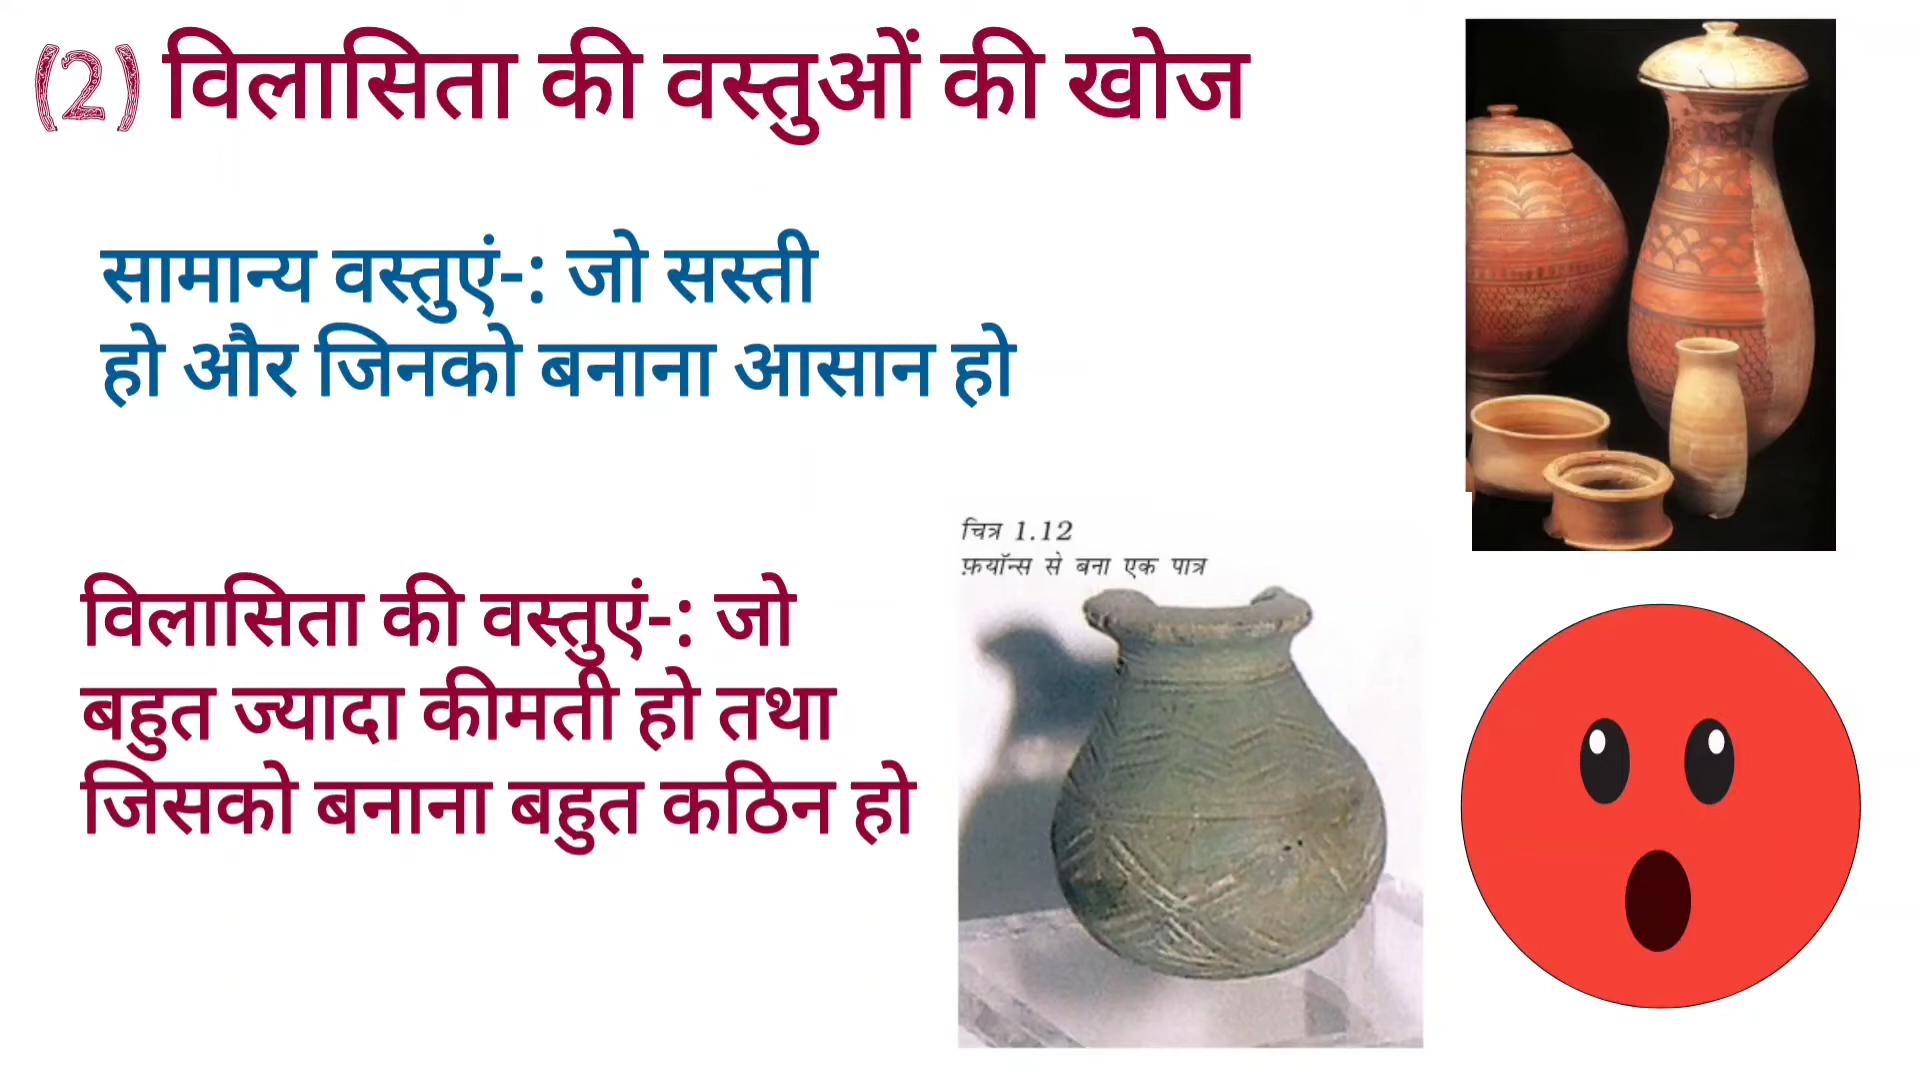 (2) विलासिता की वस्तुओं की खोज
सामान्य वस्तुएं-: जो सस्ती
हो और जिनको बनाना आसान हो
चित्र 1.12
फ़यॉन्स से बना एक पात्र
विलासिता की वस्तुएं-: जो
बहुत ज्यादा कीमती हो तथा
जिसको बनाना बहुत कठिन हो